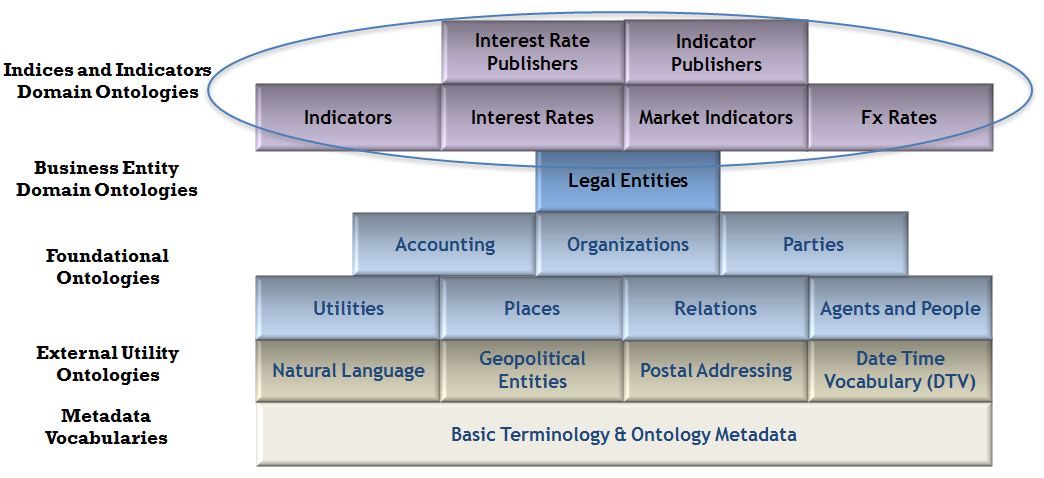 Interest Rate
Publishers
Indicator
Publishers
Indices and Indicators
Domain Ontologies
Indicators
Interest Rates
Market Indicators
Fx Rates
Business Entity
Domain Ontologies
Legal Entities
Foundational
Ontologies
Accounting
Organizations
Parties
Utilities
Places
Relations
Agents and People
External Utility
Ontologies
Natural Language
Geopolitical
Entities
Postal Addressing
Date Time
Vocabulary (DTV)
Metadata
Vocabularies
Basic Terminology & Ontology Metadata